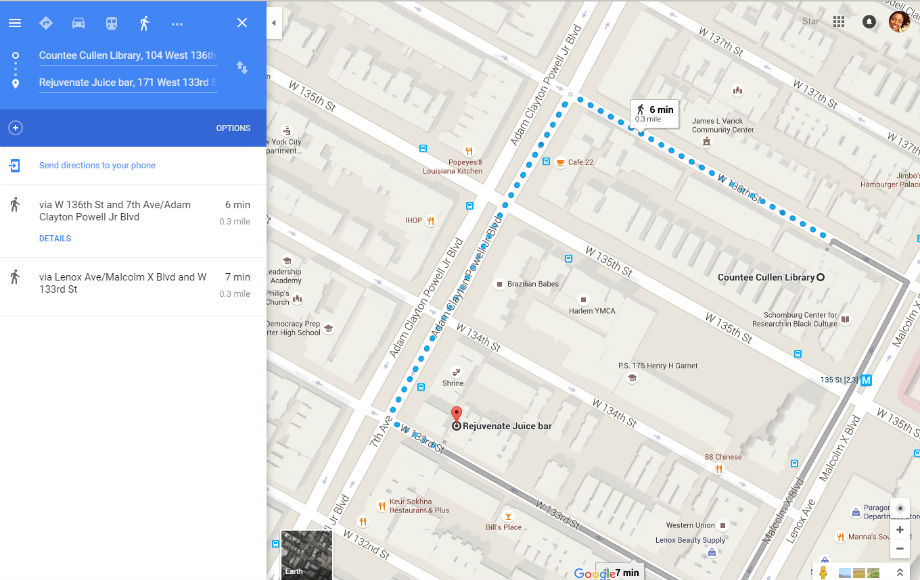 Countee Cullen Library, 104 West 136th
Rejuvenate Juice bar, 171 West 133rd S
OPTIONS
Send directions to your phone
via W 136th St and 7th Ave/Adam
Clayton Powell Jr Blvd
6 min
0.3 mile
DETAILS
via Lenox Ave/Malcolm X Blvd and W
133rd St
7 min
0.3 mile
Star
W 137th St
W 137th St
Adam Clayton Powell Jr Blvd
W 135th St
6 min
0.3 mile
James L Varick
Community Center
York City
partment...
Popeyes®
Louisiana Kitchen
Cafe 22
W 136th St
Jimbo's
Hamburger Palace
IHOP
Adam Clayton Powell Jr Blvd
Adam Clayton Powell Jr Blvd
W 135th St
Countee Cullen Library
Leadership
Academy
Philip's
Church
Brazilian Babes
Harlem YMCA
Schomburg Center for
Research in Black Culture
Malcolm X
Democracy Prep
rter High School
W 134th St
P.S. 175 Henry H Garnet
135 St [2,3]
M
Shrine
W 134th St
W 135th St
Rejuvenate Juice bar
7th Ave
W 133rd St
Malcolm X Blvd
88 Chinese
Keur Sokhna
Restaurant & Plus
Bill's Place
W 133rd St
Malcolm X Blvd
Lenox Ave
Western Union
Lenox Beauty Supply
Paragon
Department Store
Manna's Soul
Jr Blvd
W 132nd St
Earth
Google
7 min